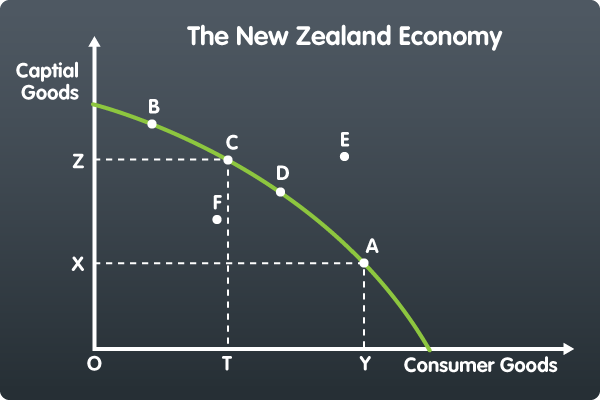 The New Zealand Economy
Captial
Goods
B
C
E
Z
D
F
A
X
O
T
Y
Consumer Goods